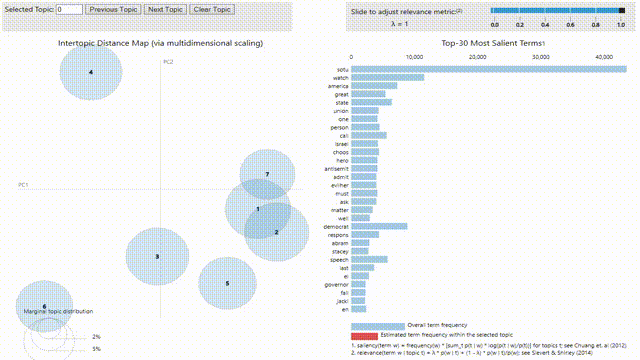 Selected Topic: 0 Previous Topic Next Topic Clear Topic
Slide to adjust relevance metric:(2)
λ = 1
0.0 0.2 0.4 0.6 0.8 1.0
Intertopic Distance Map (via multidimensional scaling)
PC2
PC1
4
7
1
2
3
5
6
Marginal topic distribution
2%
5%
Top-30 Most Salient Terms1
0 10,000 20,000 30,000 40,000
sotu
watch
america
great
state
union
one
person
call
israel
choos
hero
antisemit
admit
evilher
must
ask
matter
well
democrat
respons
abram
stacey
speech
last
el
governor
fall
jacki
en
Overall term frequency
Estimated term frequency within the selected topic
1. saliency(term w) = frequency(w) * [sum_t p(t | w) * log(p(t | w)/p(t))] for topics t; see Chuang et. al (2012)
2. relevance(term w | topic t) = λ * p(w | t) + (1 - λ) * p(w | t)/p(w); see Sievert & Shirley (2014)